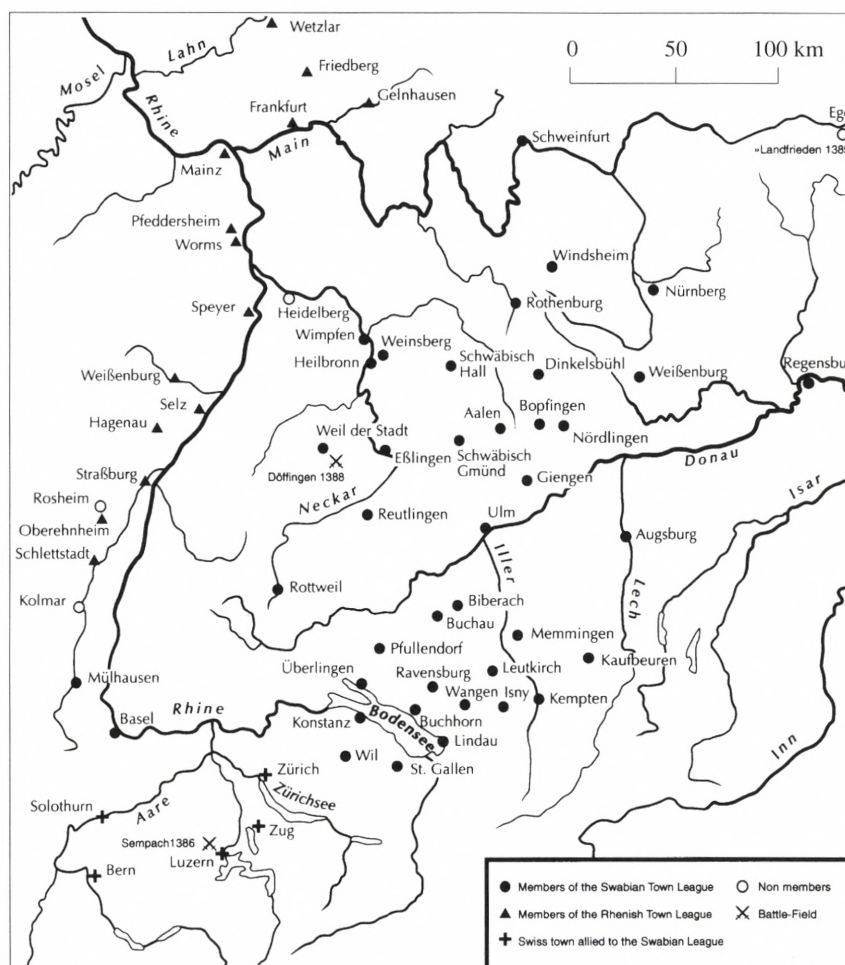 Wetzlar
Lahn
Mosel
Friedberg
0 50 100 km
Rhine
Frankfurt
Gelnhausen
Main
Mainz
Schweinfurt
Ege
»Landfrieden 1389
Pfeddersheim
Worms
Windsheim
Nürnberg
Speyer
Heidelberg
Rothenburg
Wimpfen
Weinsberg
Heilbronn
Schwäbisch
Hall
Dinkelsbühl
Weißenburg
Regensbu
Weißenburg
Selz
Hagenau
Aalen
Bopfingen
Nördlingen
Weil der Stadt
Eßlingen
Schwäbisch
Gmünd
Döffingen 1388
Giengen
Donau
Straßburg
Neckar
Isar
Rosheim
Oberehnheim
Reutlingen
Ulm
Augsburg
Schlettstadt
Iller
Lech
Kolmar
Rottweil
Biberach
Buchau
Memmingen
Pfullendorf
Kaufbeuren
Überlingen
Ravensburg
Leutkirch
Mülhausen
Wangen
Isny
Kempten
Basel
Rhine
Konstanz
Bodensee
Buchhorn
Lindau
Inn
Wil
St. Gallen
Zürich
Zürichsee
Solothurn
Aare
Zug
Sempach1386
Luzern
Bern
Members of the Swabian Town League
Non members
Members of the Rhenish Town League
Battle-Field
Swiss town allied to the Swabian League